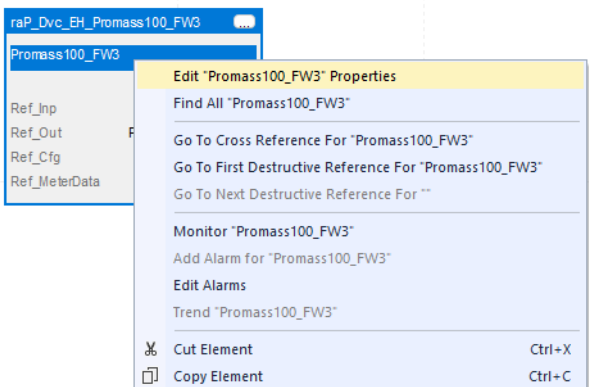 raP_Dvc_EH_Promass100_FW3 ...
Promass100_FW3
Edit "Promass100_FW3" Properties
Find All "Promass100_FW3"
Ref_Inp
Ref_Out
Ref_Cfg
Ref_MeterData
Go To Cross Reference For "Promass100_FW3"
Go To First Destructive Reference For "Promass100_FW3"
Go To Next Destructive Reference For ""
Monitor "Promass100_FW3"
Add Alarm for "Promass100_FW3"
Edit Alarms
Trend "Promass100_FW3"
Cut Element Ctrl+X
Copy Element Ctrl+C